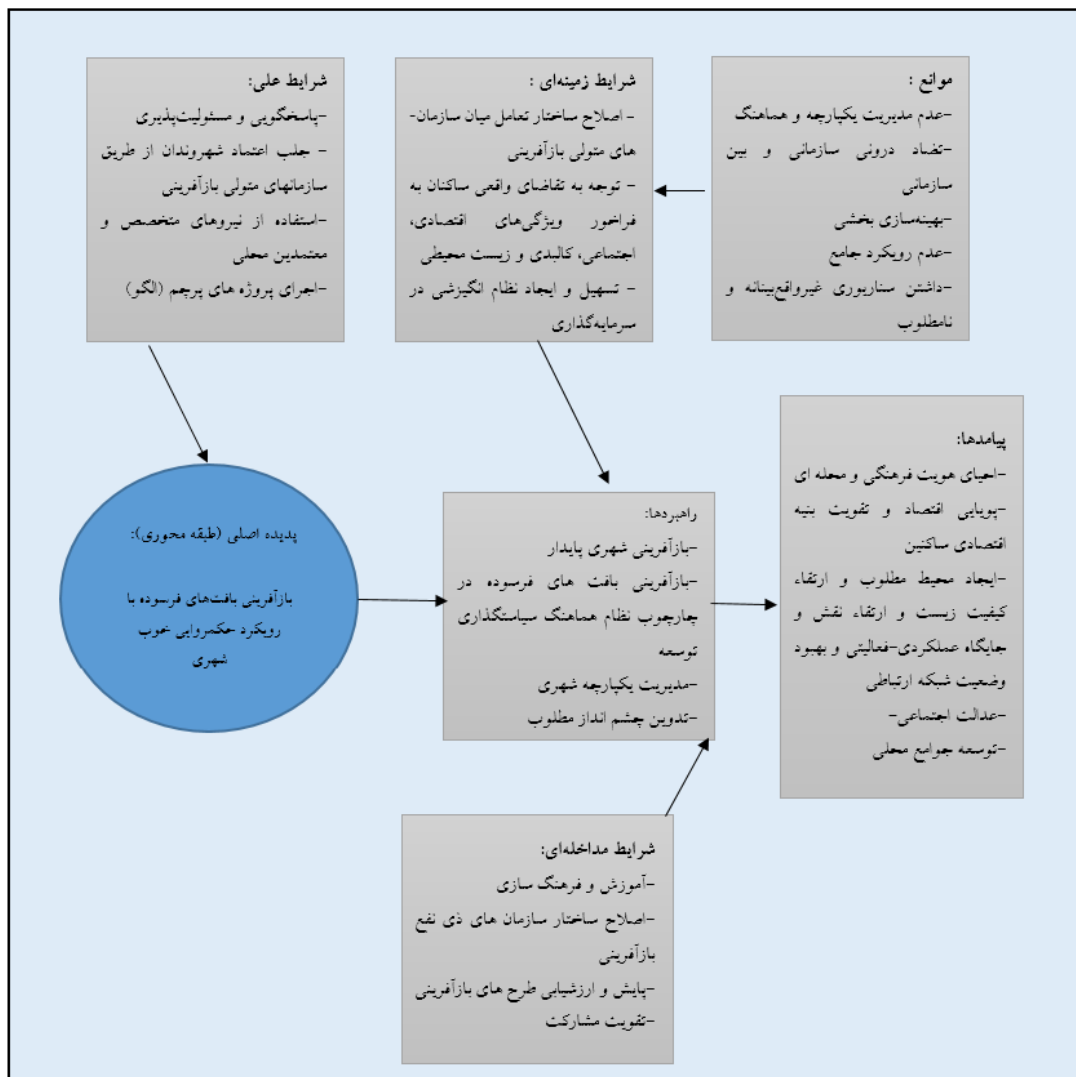 شرایط علی:
-پاسخگویی و مسئولیت‌پذیری
- جلب اعتماد شهروندان از طریق
سازمانهای متولی بازآفرینی
-استفاده از نیروهای متخصص و
معتمدین محلی
-اجرای پروژه های پرچم (الگو)
شرایط زمینه‌ای :
- اصلاح ساختار تعامل میان سازمان-
های متولی بازآفرینی
- توجه به تقاضای واقعی ساکنان به
فراخور ویژگی‌های اقتصادی،
اجتماعی، کالبدی و زیست محیطی
- تسهیل و ایجاد نظام انگیزشی در
سرمایه‌گذاری
موانع :
-عدم مدیریت یکپارچه و هماهنگ
-تضاد درونی سازمانی و بین
سازمانی
-بهینه‌سازی بخشی
-عدم رویکرد جامع
-داشتن سناریوری غیرواقع‌بینانه و
نامطلوب
پدیده اصلی (طبقه محوری):
بازآفرینی بافت‌های فرسوده با
رویکرد حکمروایی خوب
شهری
راهبردها:
-بازآفرینی شهری پایدار
-بازآفرینی بافت های فرسوده در
چارچوب نظام هماهنگ سیاستگذاری
توسعه
-مدیریت یکپارچه شهری
-تدوین چشم انداز مطلوب
پیامدها:
-احیای هویت فرهنگی و محله ای
-پویایی اقتصاد و تقویت بنیه
اقتصادی ساکنین
-ایجاد محیط مطلوب و ارتقاء
کیفیت زیست و ارتقاء نقش و
جایگاه عملکردی-فعالیتی و بهبود
وضعیت شبکه ارتباطی
-عدالت اجتماعی-
-توسعه جوامع محلی
شرایط مداخله‌ای:
-آموزش و فرهنگ سازی
-اصلاح ساختار سازمان های ذی نفع
بازآفرینی
-پایش و ارزشیابی طرح های بازآفرینی
-تقویت مشارکت